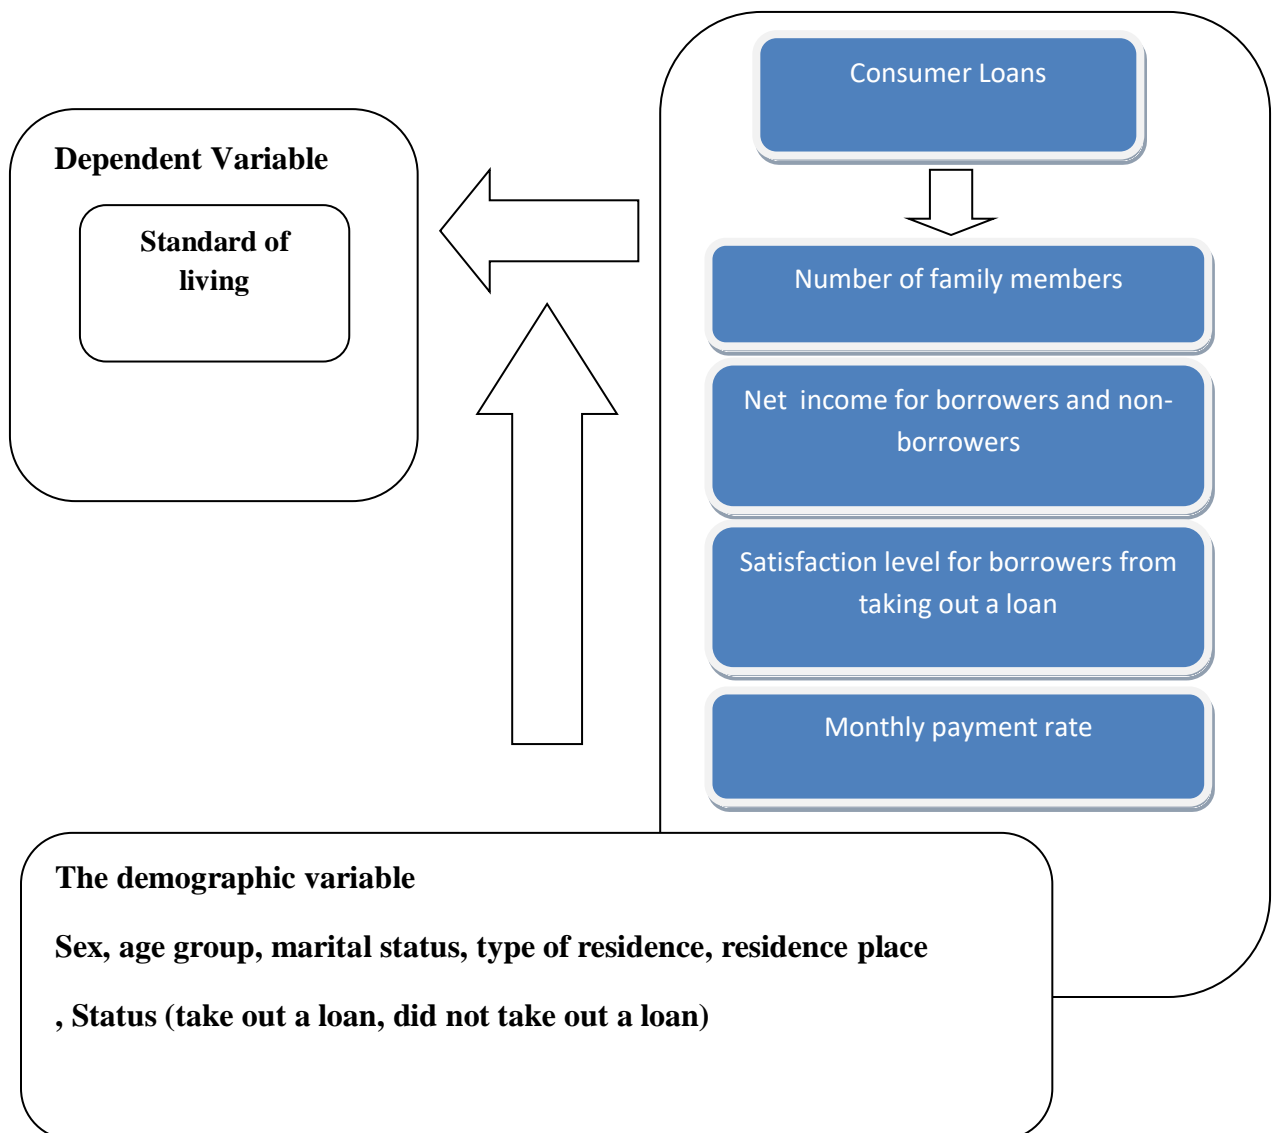 Consumer Loans
Dependent Variable
Standard of
living
Number of family members
Net  income for borrowers and non-
borrowers
Satisfaction level for borrowers from
taking out a loan
Monthly payment rate
The demographic variable
Sex, age group, marital status, type of residence, residence place
, Status (take out a loan, did not take out a loan)